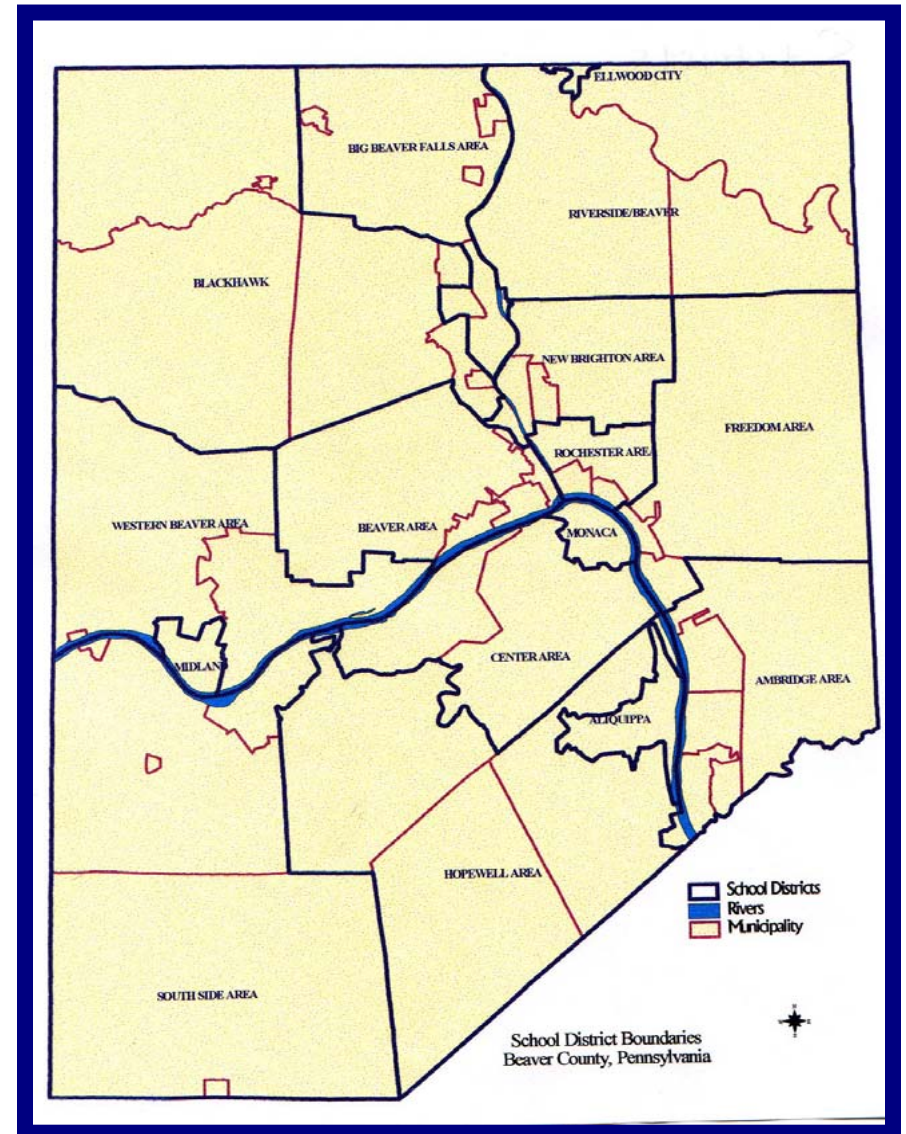 ELLWOOD CITY
BIG BEAVER FALLS AREA
RIVERSIDE/BEAVER
BLACKHAWK
NEW BRIGHTON AREA
FREEDOM AREA
ROCHESTER AREA
WESTERN BEAVER AREA
BEAVER AREA
MONACA
CENTER AREA
MIDLAND
AMBRIDGE AREA
ALIQUIPPA
HOPEWELL AREA
School Districts
Rivers
Municipality
SOUTH SIDE AREA
N
W E
S
School District Boundaries
Beaver County, Pennsylvania